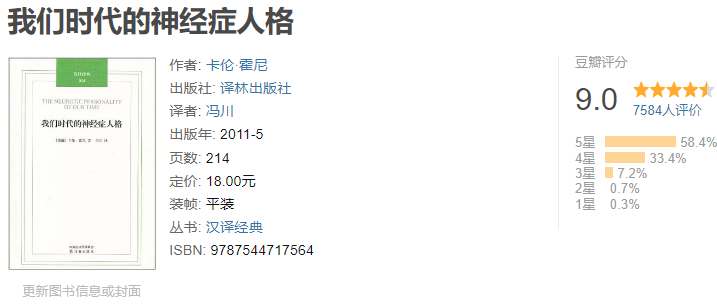 我们时代的神经症人格
THE NEUROTIC PERSONALITY
OF OUR TIME
我们时代的神经症人格
作者: 卡伦·霍尼
出版社: 译林出版社
译者: 冯川
出版年: 2011-5
页数: 214
定价: 18.00元
装帧: 平装
丛书: 汉译经典
ISBN: 9787544717564
更新图书信息或封面
豆瓣评分
9.0
7584人评价
5星 58.4%
4星 33.4%
3星 7.2%
2星 0.7%
1星 0.3%